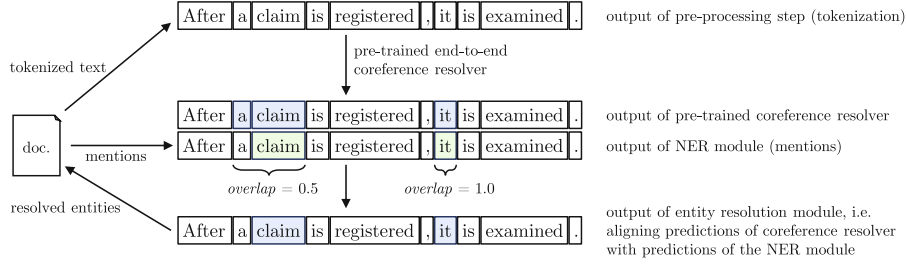 After a claim is registered , it is examined . output of pre-processing step (tokenization)
pre-trained end-to-end
coreference resolver
tokenized text
After a claim is registered , it is examined . output of pre-trained coreference resolver
doc.
After a claim is registered , it is examined . output of NER module (mentions)
mentions
overlap = 0.5 overlap = 1.0
resolved entities
After a claim is registered , it is examined . output of entity resolution module, i.e.
aligning predictions of coreference resolver
with predictions of the NER module